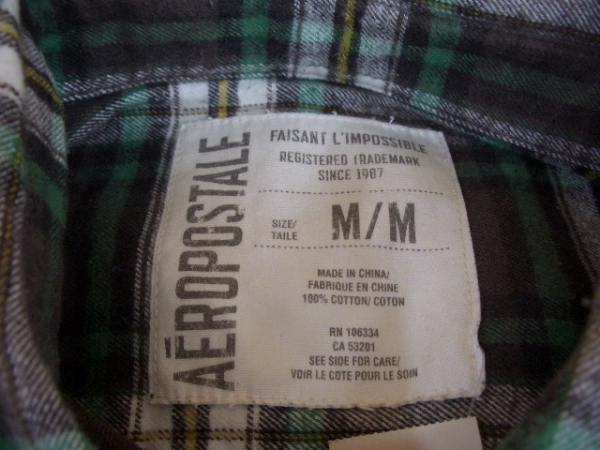 AÉROPOSTALE
FAISANT L'IMPOSSIBLE
REGISTERED TRADEMARK
SINCE 1987
SIZE/
TAILE
M/M
MADE IN CHINA/
FABRIQUE EN CHINE
100% COTTON/ COTON
RN 106334
CA 53201
SEE SIDE FOR CARE/
VOIR LE COTE POUR LE SOIN